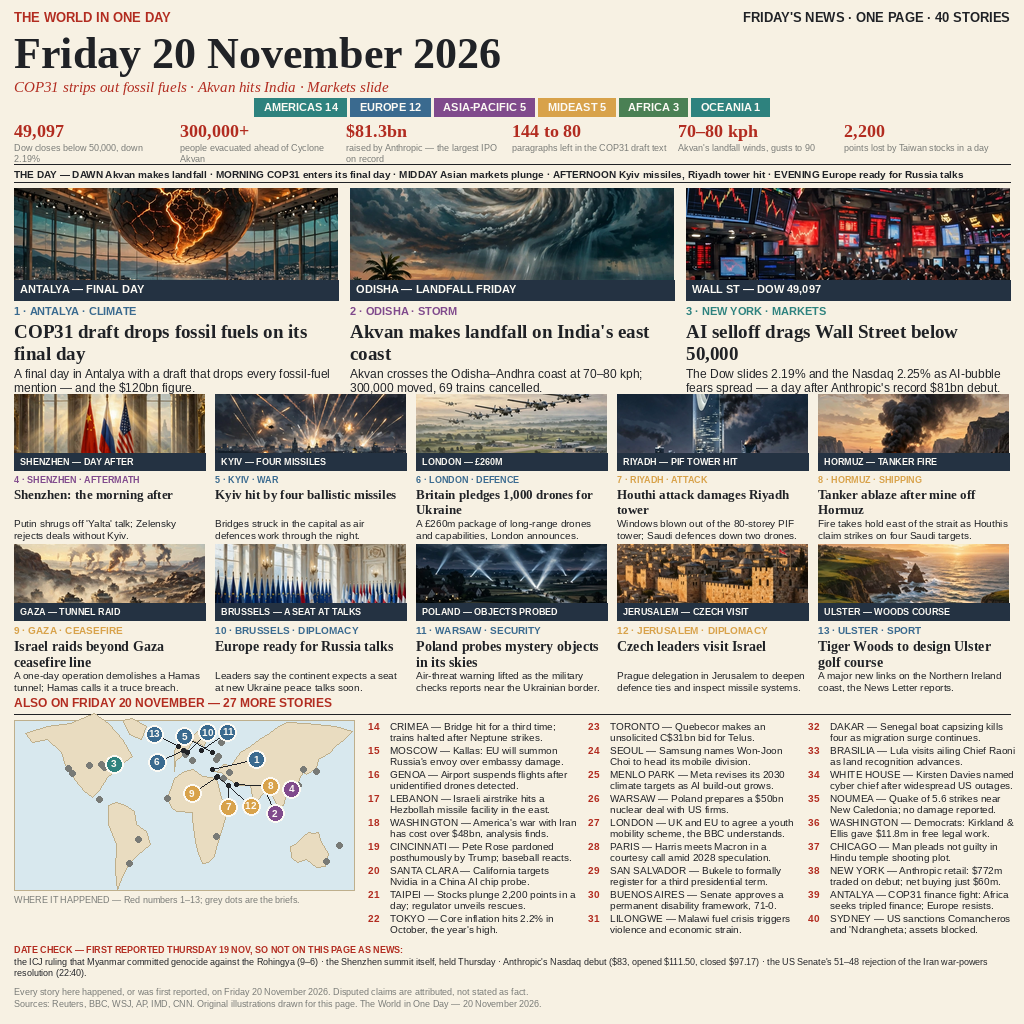 THE WORLD IN ONE DAY
FRIDAY'S NEWS · ONE PAGE · 40 STORIES
Friday 20 November 2026
COP31 strips out fossil fuels · Akvan hits India · Markets slide
AMERICAS 14
EUROPE 12
ASIA-PACIFIC 5
MIDEAST 5
AFRICA 3
OCEANIA 1
49,097
Dow closes below 50,000, down
2.19%
300,000+
people evacuated ahead of Cyclone
Akvan
$81.3bn
raised by Anthropic — the largest IPO
on record
144 to 80
paragraphs left in the COP31 draft text
70–80 kph
Akvan's landfall winds, gusts to 90
2,200
points lost by Taiwan stocks in a day
THE DAY — DAWN Akvan makes landfall · MORNING COP31 enters its final day · MIDDAY Asian markets plunge · AFTERNOON Kyiv missiles, Riyadh tower hit · EVENING Europe ready for Russia talks
ANTALYA — FINAL DAY
1 · ANTALYA · CLIMATE
COP31 draft drops fossil fuels on its
final day
A final day in Antalya with a draft that drops every fossil-fuel
mention — and the $120bn figure.
ODISHA — LANDFALL FRIDAY
2 · ODISHA · STORM
Akvan makes landfall on India's east
coast
Akvan crosses the Odisha–Andhra coast at 70–80 kph;
300,000 moved, 69 trains cancelled.
WALL ST — DOW 49,097
3 · NEW YORK · MARKETS
AI selloff drags Wall Street below
50,000
The Dow slides 2.19% and the Nasdaq 2.25% as AI-bubble
fears spread — a day after Anthropic's record $81bn debut.
SHENZHEN — DAY AFTER
4 · SHENZHEN · AFTERMATH
Shenzhen: the morning after
Putin shrugs off 'Yalta' talk; Zelensky
rejects deals without Kyiv.
KYIV — FOUR MISSILES
5 · KYIV · WAR
Kyiv hit by four ballistic missiles
Bridges struck in the capital as air
defences work through the night.
LONDON — £260M
6 · LONDON · DEFENCE
Britain pledges 1,000 drones for
Ukraine
A £260m package of long-range drones
and capabilities, London announces.
RIYADH — PIF TOWER HIT
7 · RIYADH · ATTACK
Houthi attack damages Riyadh
tower
Windows blown out of the 80-storey PIF
tower; Saudi defences down two drones.
HORMUZ — TANKER FIRE
8 · HORMUZ · SHIPPING
Tanker ablaze after mine off
Hormuz
Fire takes hold east of the strait as Houthis
claim strikes on four Saudi targets.
GAZA — TUNNEL RAID
9 · GAZA · CEASEFIRE
Israel raids beyond Gaza
ceasefire line
A one-day operation demolishes a Hamas
tunnel; Hamas calls it a truce breach.
BRUSSELS — A SEAT AT TALKS
10 · BRUSSELS · DIPLOMACY
Europe ready for Russia talks
Leaders say the continent expects a seat
at new Ukraine peace talks soon.
POLAND — OBJECTS PROBED
11 · WARSAW · SECURITY
Poland probes mystery objects
in its skies
Air-threat warning lifted as the military
checks reports near the Ukrainian border.
JERUSALEM — CZECH VISIT
12 · JERUSALEM · DIPLOMACY
Czech leaders visit Israel
Prague delegation in Jerusalem to deepen
defence ties and inspect missile systems.
ULSTER — WOODS COURSE
13 · ULSTER · SPORT
Tiger Woods to design Ulster
golf course
A major new links on the Northern Ireland
coast, the News Letter reports.
ALSO ON FRIDAY 20 NOVEMBER — 27 MORE STORIES
13
5
10
11
6
3
1
9
8
4
7
12
2
WHERE IT HAPPENED — Red numbers 1–13; grey dots are the briefs.
14 CRIMEA — Bridge hit for a third time;
trains halted after Neptune strikes.
15 MOSCOW — Kallas: EU will summon
Russia's envoy over embassy damage.
16 GENOA — Airport suspends flights after
unidentified drones detected.
17 LEBANON — Israeli airstrike hits a
Hezbollah missile facility in the east.
18 WASHINGTON — America's war with Iran
has cost over $48bn, analysis finds.
19 CINCINNATI — Pete Rose pardoned
posthumously by Trump; baseball reacts.
20 SANTA CLARA — California targets
Nvidia in a China AI chip probe.
21 TAIPEI — Stocks plunge 2,200 points in a
day; regulator unveils rescues.
22 TOKYO — Core inflation hits 2.2% in
October, the year's high.
23 TORONTO — Quebecor makes an
unsolicited C$31bn bid for Telus.
24 SEOUL — Samsung names Won-Joon
Choi to head its mobile division.
25 MENLO PARK — Meta revises its 2030
climate targets as AI build-out grows.
26 WARSAW — Poland prepares a $50bn
nuclear deal with US firms.
27 LONDON — UK and EU to agree a youth
mobility scheme, the BBC understands.
28 PARIS — Harris meets Macron in a
courtesy call amid 2028 speculation.
29 SAN SALVADOR — Bukele to formally
register for a third presidential term.
30 BUENOS AIRES — Senate approves a
permanent disability framework, 71-0.
31 LILONGWE — Malawi fuel crisis triggers
violence and economic strain.
32 DAKAR — Senegal boat capsizing kills
four as migration surge continues.
33 BRASILIA — Lula visits ailing Chief Raoni
as land recognition advances.
34 WHITE HOUSE — Kirsten Davies named
cyber chief after widespread US outages.
35 NOUMEA — Quake of 5.6 strikes near
New Caledonia; no damage reported.
36 WASHINGTON — Democrats: Kirkland &
Ellis gave $11.8m in free legal work.
37 CHICAGO — Man pleads not guilty in
Hindu temple shooting plot.
38 NEW YORK — Anthropic retail: $772m
traded on debut; net buying just $60m.
39 ANTALYA — COP31 finance fight: Africa
seeks tripled finance; Europe resists.
40 SYDNEY — US sanctions Comancheros
and 'Ndrangheta; assets blocked.
DATE CHECK — FIRST REPORTED THURSDAY 19 NOV, SO NOT ON THIS PAGE AS NEWS:
the ICJ ruling that Myanmar committed genocide against the Rohingya (9–6) · the Shenzhen summit itself, held Thursday · Anthropic's Nasdaq debut ($83, opened $111.50, closed $97.17) · the US Senate's 51–48 rejection of the Iran war-powers
resolution (22:40).
Every story here happened, or was first reported, on Friday 20 November 2026. Disputed claims are attributed, not stated as fact.
Sources: Reuters, BBC, WSJ, AP, IMD, CNN. Original illustrations drawn for this page. The World in One Day — 20 November 2026.